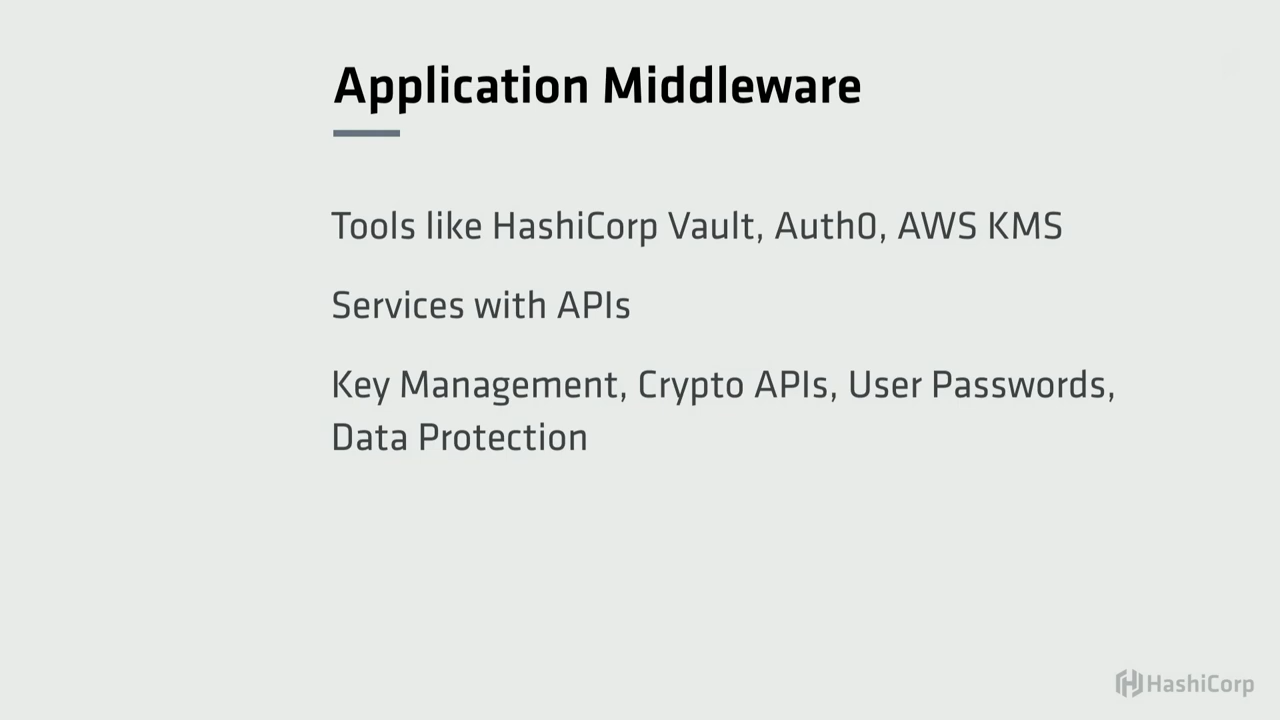 Application Middleware
Tools like HashiCorp Vault, Auth0, AWS KMS
Services with APIs
Key Management, Crypto APIs, User Passwords,
Data Protection
HashiCorp